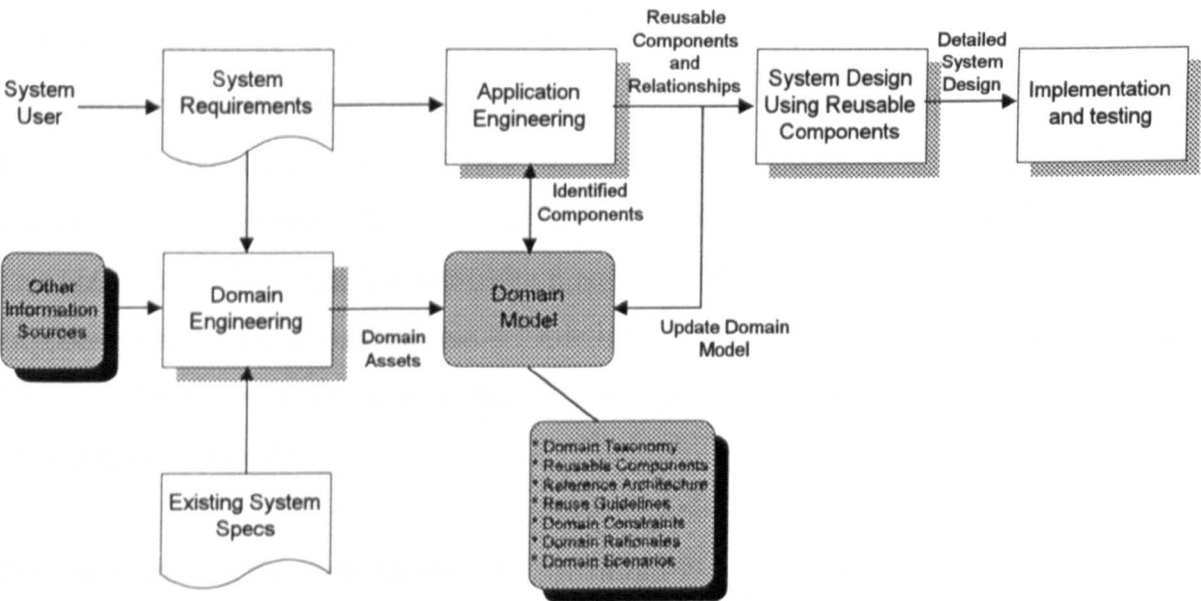 Reusable
Components
and
Relationships
Detailed
System
Design
System
User
System
Requirements
Application
Engineering
System Design
Using Reusable
Components
Implementation
and testing
Identified
Components
Other
Information
Sources
Domain
Engineering
Domain
Assets
Domain
Model
Update Domain
Model
Existing System
Specs
* Domain Taxonomy
* Reusable Components
* Reference Architecture
* Reuse Guidelines
* Domain Constraints
* Domain Rationales
* Domain Scenarios